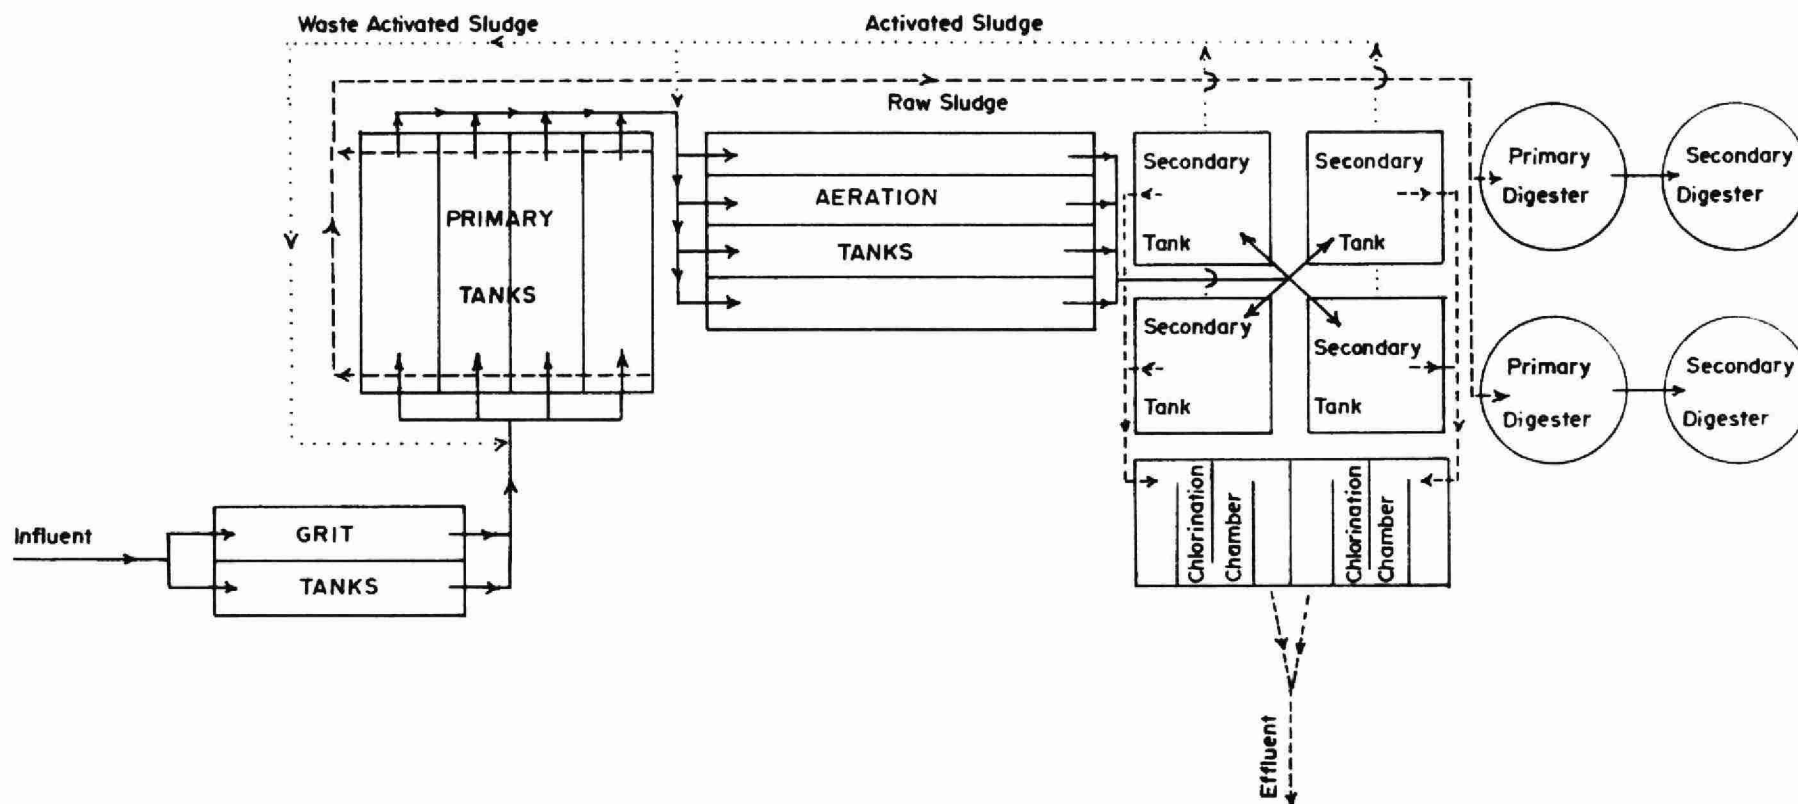 Waste Activated Sludge
Activated Sludge
Raw Sludge
PRIMARY
TANKS
AERATION
TANKS
Secondary
Tank
Secondary
Tank
Secondary
Tank
Secondary
Tank
Primary
Digester
Secondary
Digester
Primary
Digester
Secondary
Digester
Influent
GRIT
TANKS
Chlorination
Chamber
Chlorination
Chamber
Effluent